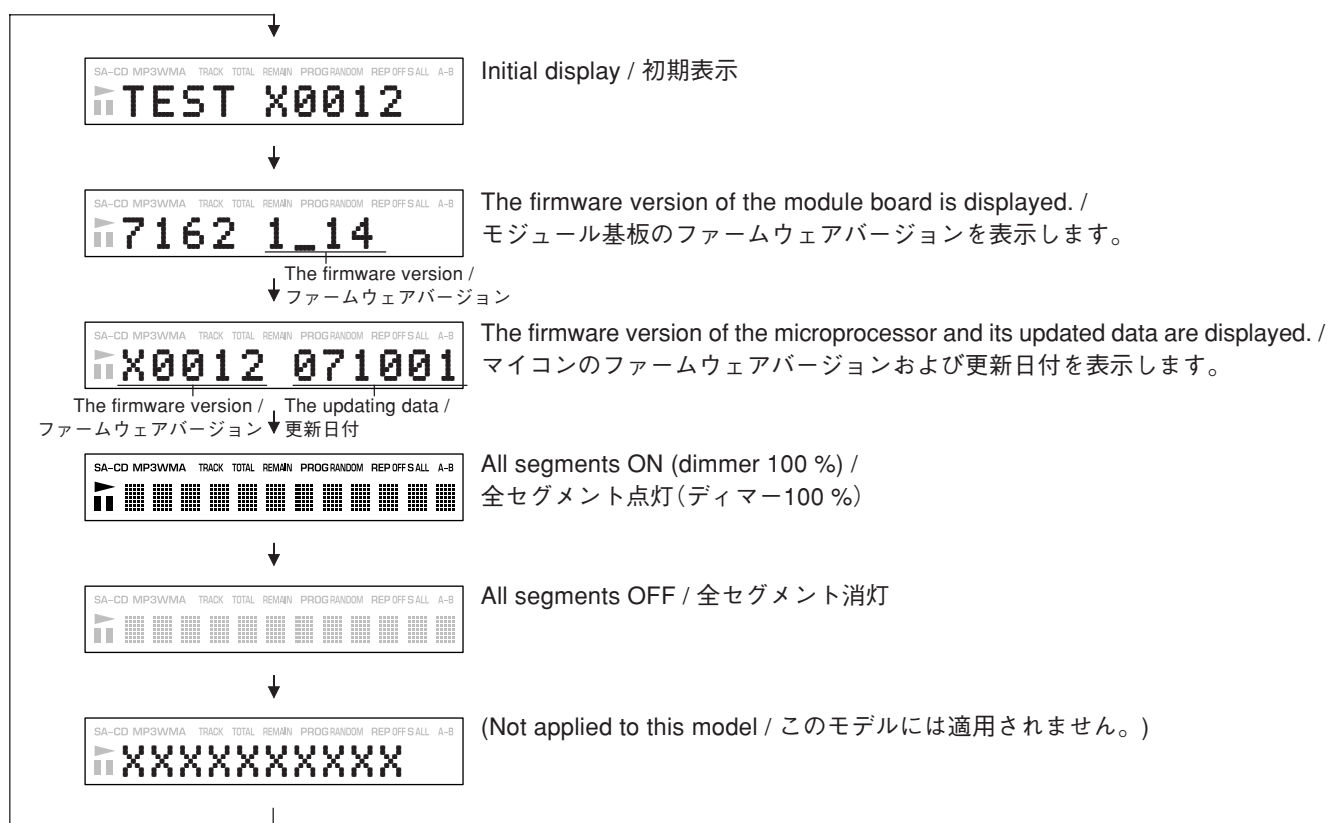 SA-CD MP3WMA TRACK TOTAL REMAIN PROG RANDOM REP OFF S ALL A-B
TEST X0012
Initial display / 初期表示
SA-CD MP3WMA TRACK TOTAL REMAIN PROG RANDOM REP OFF S ALL A-B
7162 1_14
The firmware version of the module board is displayed. /
モジュール基板のファームウェアバージョンを表示します。
The firmware version /
ファームウェアバージョン
SA-CD MP3WMA TRACK TOTAL REMAIN PROG RANDOM REP OFF S ALL A-B
X0012 071001
The firmware version of the microprocessor and its updated data are displayed. /
マイコンのファームウェアバージョンおよび更新日付を表示します。
The firmware version /
ファームウェアバージョン
The updating data /
更新日付
SA-CD MP3WMA TRACK TOTAL REMAIN PROG RANDOM REP OFF S ALL A-B
All segments ON (dimmer 100 %) /
全セグメント点灯（ディマー100 %）
SA-CD MP3WMA TRACK TOTAL REMAIN PROG RANDOM REP OFF S ALL A-B
All segments OFF / 全セグメント消灯
SA-CD MP3WMA TRACK TOTAL REMAIN PROG RANDOM REP OFF S ALL A-B
XXXXXXXXXX
(Not applied to this model / このモデルには適用されません。)